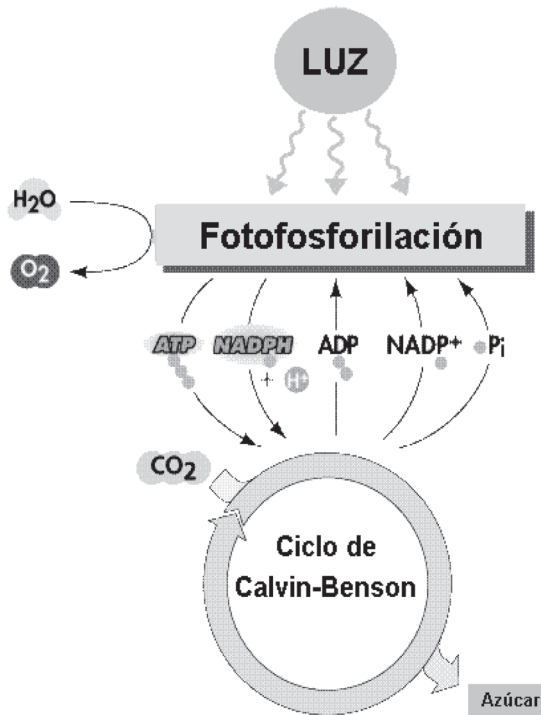 LUZ
H₂O
Fotofosforilación
O₂
ATP NADPH ADP NADP⁺ Pᵢ
+ H⁺
CO₂
Ciclo de
Calvin-Benson
Azúcar